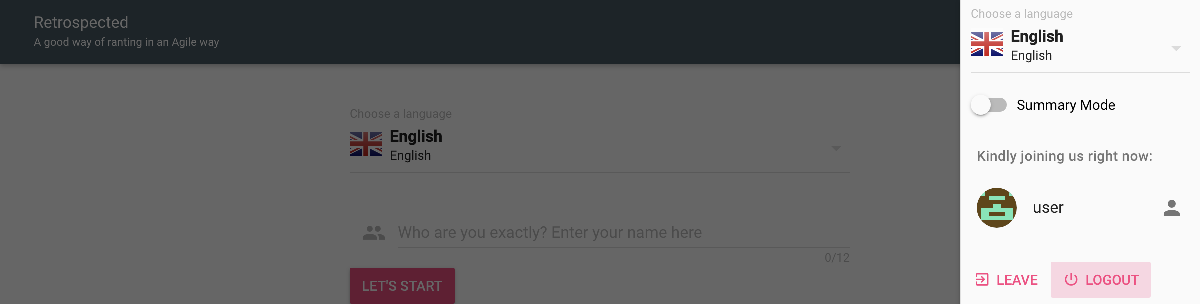 Retrospected
A good way of ranting in an Agile way
Choose a language
English
English
Who are you exactly? Enter your name here
0/12
LET'S START
Choose a language
English
English
Summary Mode
Kindly joining us right now:
user
LEAVE
LOGOUT